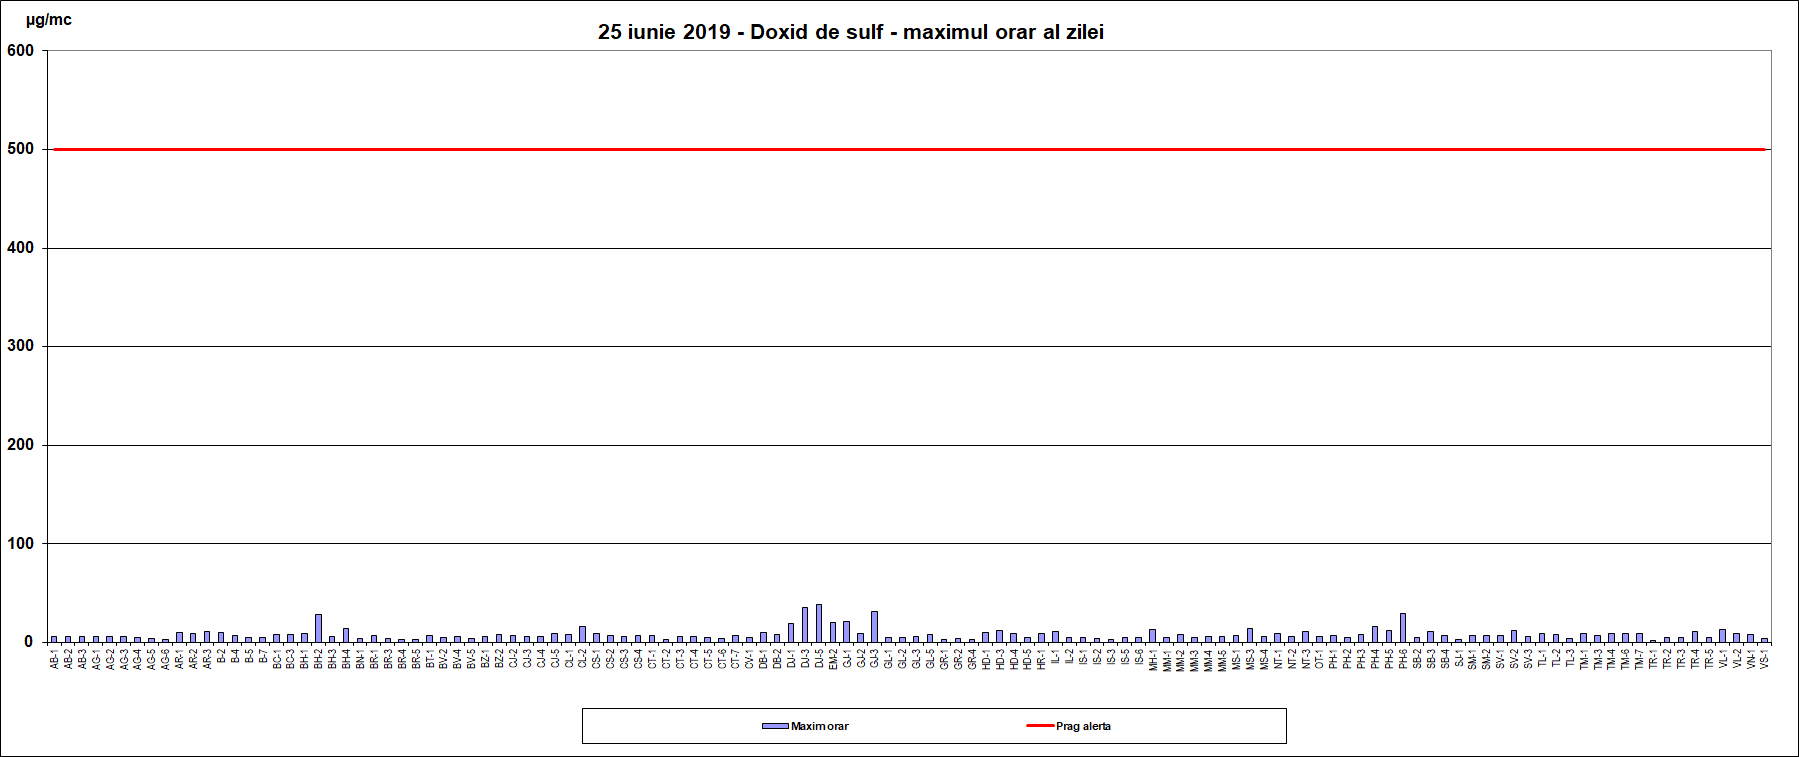 µg/mc
25 iunie 2019 - Doxid de sulf - maximul orar al zilei
600
500
400
300
200
100
0
AB-1 AB-2 AB-3 AG-1 AG-2 AG-3 AG-4 AG-5 AG-6 AR-1 AR-2 AR-3 B-2 B-4 B-5 B-7 BC-1 BC-3 BH-1 BH-2 BH-3 BH-4 BN-1 BR-1 BR-3 BR-4 BR-5 BT-1 BV-2 BV-4 BV-5 BZ-1 BZ-2 CJ-2 CJ-3 CJ-4 CJ-5 CL-1 CL-2 CS-1 CS-2 CS-3 CS-4 CT-1 CT-2 CT-3 CT-4 CT-5 CT-6 CT-7 CV-1 DB-1 DB-2 DJ-1 DJ-3 DJ-5 EM-2 GJ-1 GJ-2 GJ-3 GL-1 GL-2 GL-3 GL-5 GR-1 GR-2 GR-4 HD-1 HD-3 HD-4 HD-5 HR-1 IL-1 IL-2 IS-1 IS-2 IS-3 IS-5 IS-6 MH-1 MM-1 MM-2 MM-3 MM-4 MM-5 MS-1 MS-3 MS-4 NT-1 NT-2 NT-3 OT-1 PH-1 PH-2 PH-3 PH-4 PH-5 PH-6 SB-2 SB-3 SB-4 SJ-1 SM-1 SM-2 SV-1 SV-2 SV-3 TL-1 TL-2 TL-3 TM-1 TM-3 TM-4 TM-6 TM-7 TR-1 TR-2 TR-3 TR-4 TR-5 VL-1 VL-2 VN-1 VS-1
Maxim orar Prag alerta